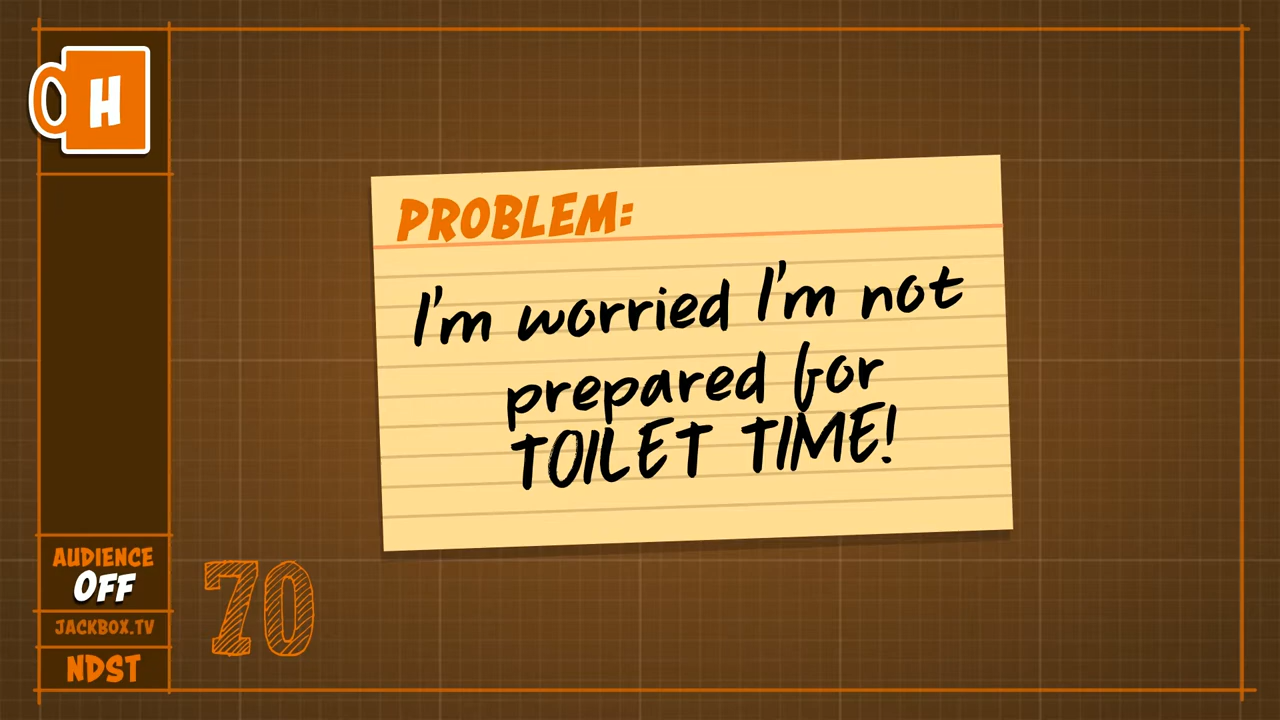 H
PROBLEM:
I'm worried I'm not
prepared for
TOILET TIME!
AUDIENCE
OFF
JACKBOX.TV
NDST
70